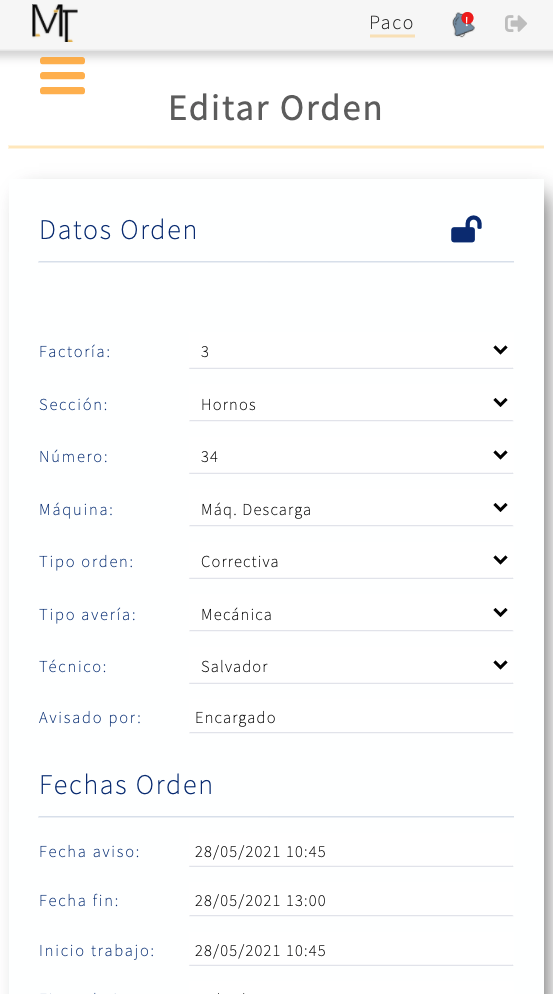 MT
Paco
Editar Orden
Datos Orden
Factoría: 3
Sección: Hornos
Número: 34
Máquina: Máq. Descarga
Tipo orden: Correctiva
Tipo avería: Mecánica
Técnico: Salvador
Avisado por: Encargado
Fechas Orden
Fecha aviso: 28/05/2021 10:45
Fecha fin: 28/05/2021 13:00
Inicio trabajo: 28/05/2021 10:45